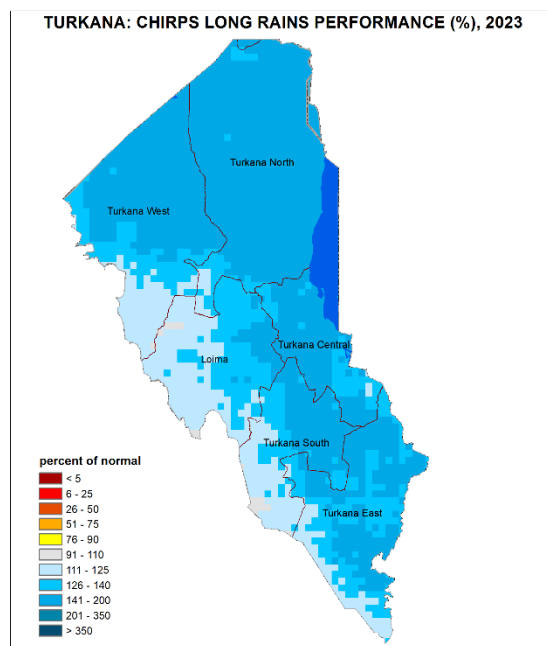 TURKANA: CHIRPS LONG RAINS PERFORMANCE (%), 2023
Turkana North
Turkana West
Turkana Central
Loima
Turkana South
Turkana East
percent of normal
< 5
6 - 25
26 - 50
51 - 75
76 - 90
91 - 110
111 - 125
126 - 140
141 - 200
201 - 350
> 350